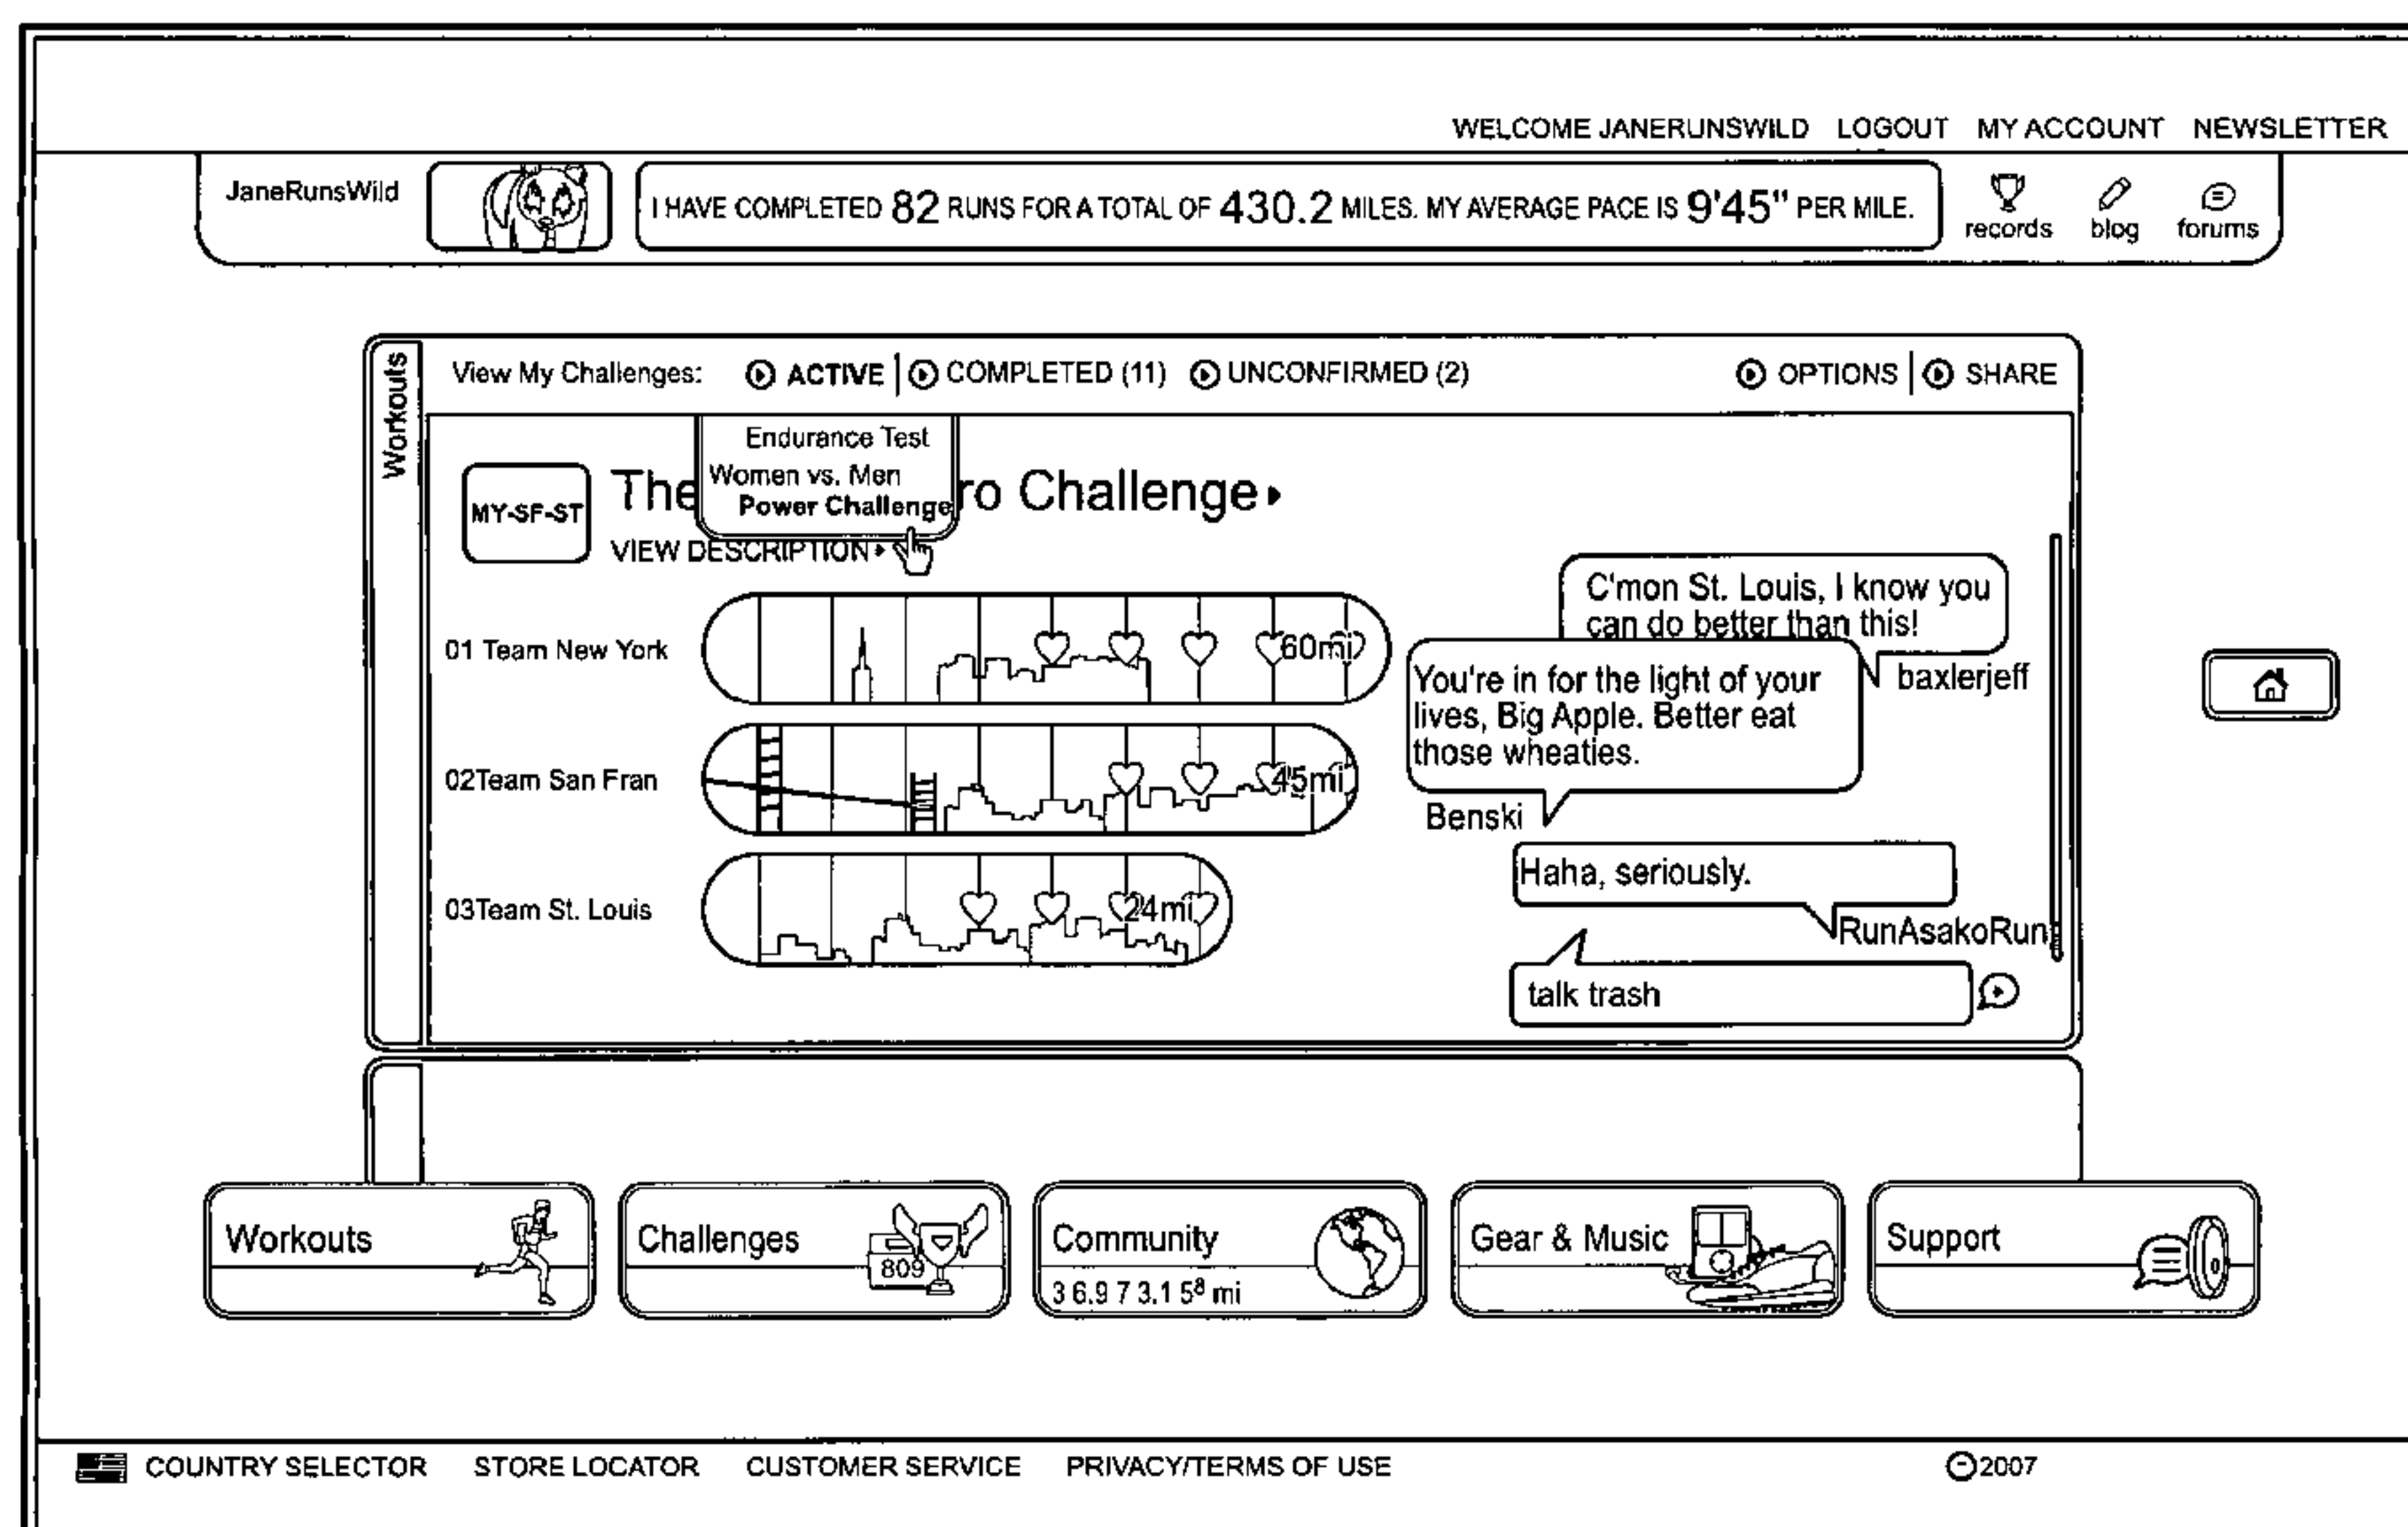 WELCOME JANERUNSWILD LOGOUT MY ACCOUNT NEWSLETTER
JaneRunsWild
I HAVE COMPLETED 82 RUNS FOR A TOTAL OF 430.2 MILES. MY AVERAGE PACE IS 9'45" PER MILE.
records blog forums
Workouts
View My Challenges: ACTIVE COMPLETED (11) UNCONFIRMED (2) OPTIONS SHARE
Endurance Test
Women vs. Men
Power Challenge
MY-SF-ST
The ro Challenge
VIEW DESCRIPTION
01 Team New York
60mi
02Team San Fran
45mi
03Team St. Louis
24mi
C'mon St. Louis, I know you
can do better than this!
baxlerjeff
You're in for the light of your
lives, Big Apple. Better eat
those wheaties.
Benski
Haha, seriously.
RunAsakoRun
talk trash
Workouts
Challenges
809
Community
3 6.9 7 3.1 5⁸ mi
Gear & Music
Support
COUNTRY SELECTOR STORE LOCATOR CUSTOMER SERVICE PRIVACY/TERMS OF USE
©2007